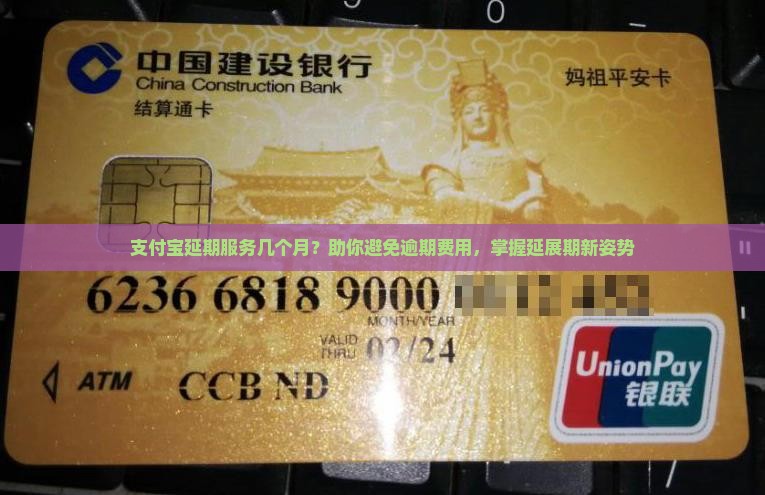 0
中国建设银行
China Construction Bank
妈祖平安卡
结算通卡
支付宝延期服务几个月？助你避免逾期费用，掌握延展期新姿势
6236 6818 9000
MONTH/YEAR
VALID
THRU
02/24
ATM
CCB ND
UnionPay
银联